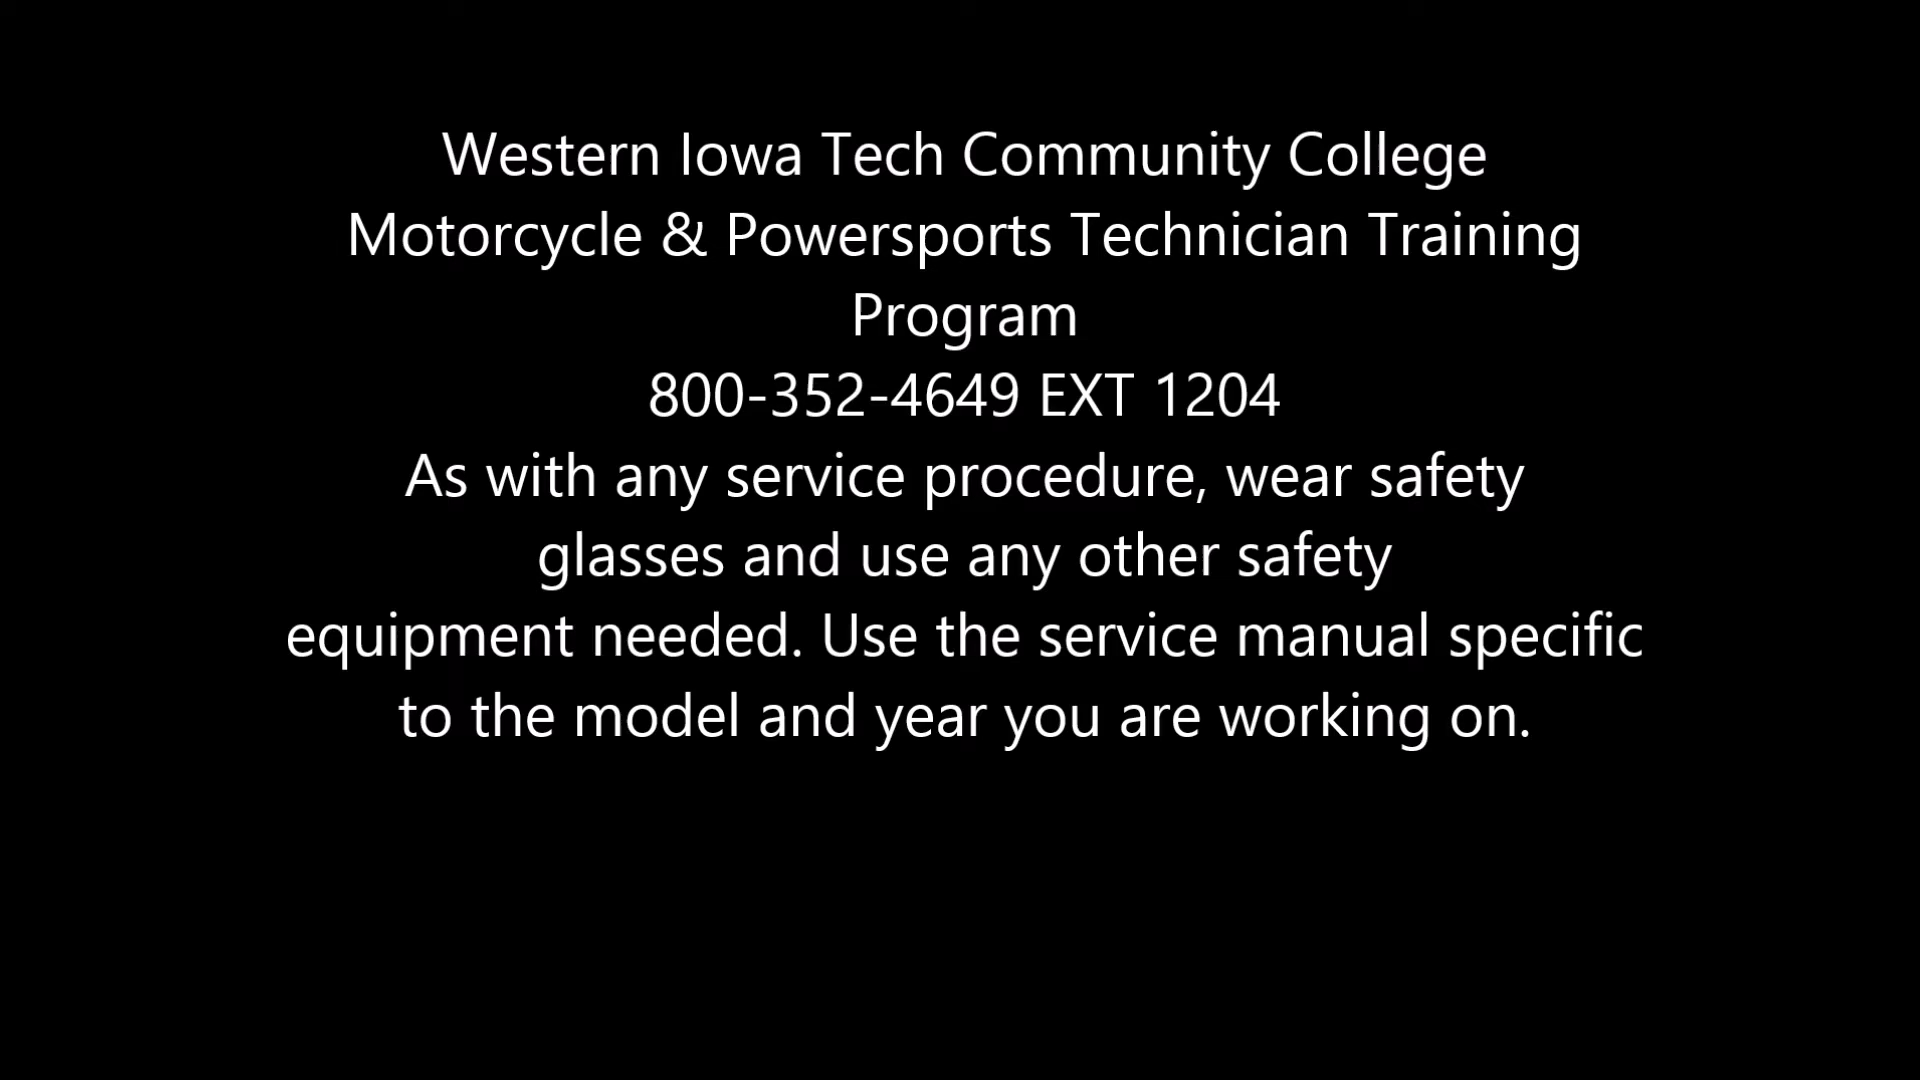 Western Iowa Tech Community College
Motorcycle & Powersports Technician Training
Program
800-352-4649 EXT 1204
As with any service procedure, wear safety
glasses and use any other safety
equipment needed. Use the service manual specific
to the model and year you are working on.